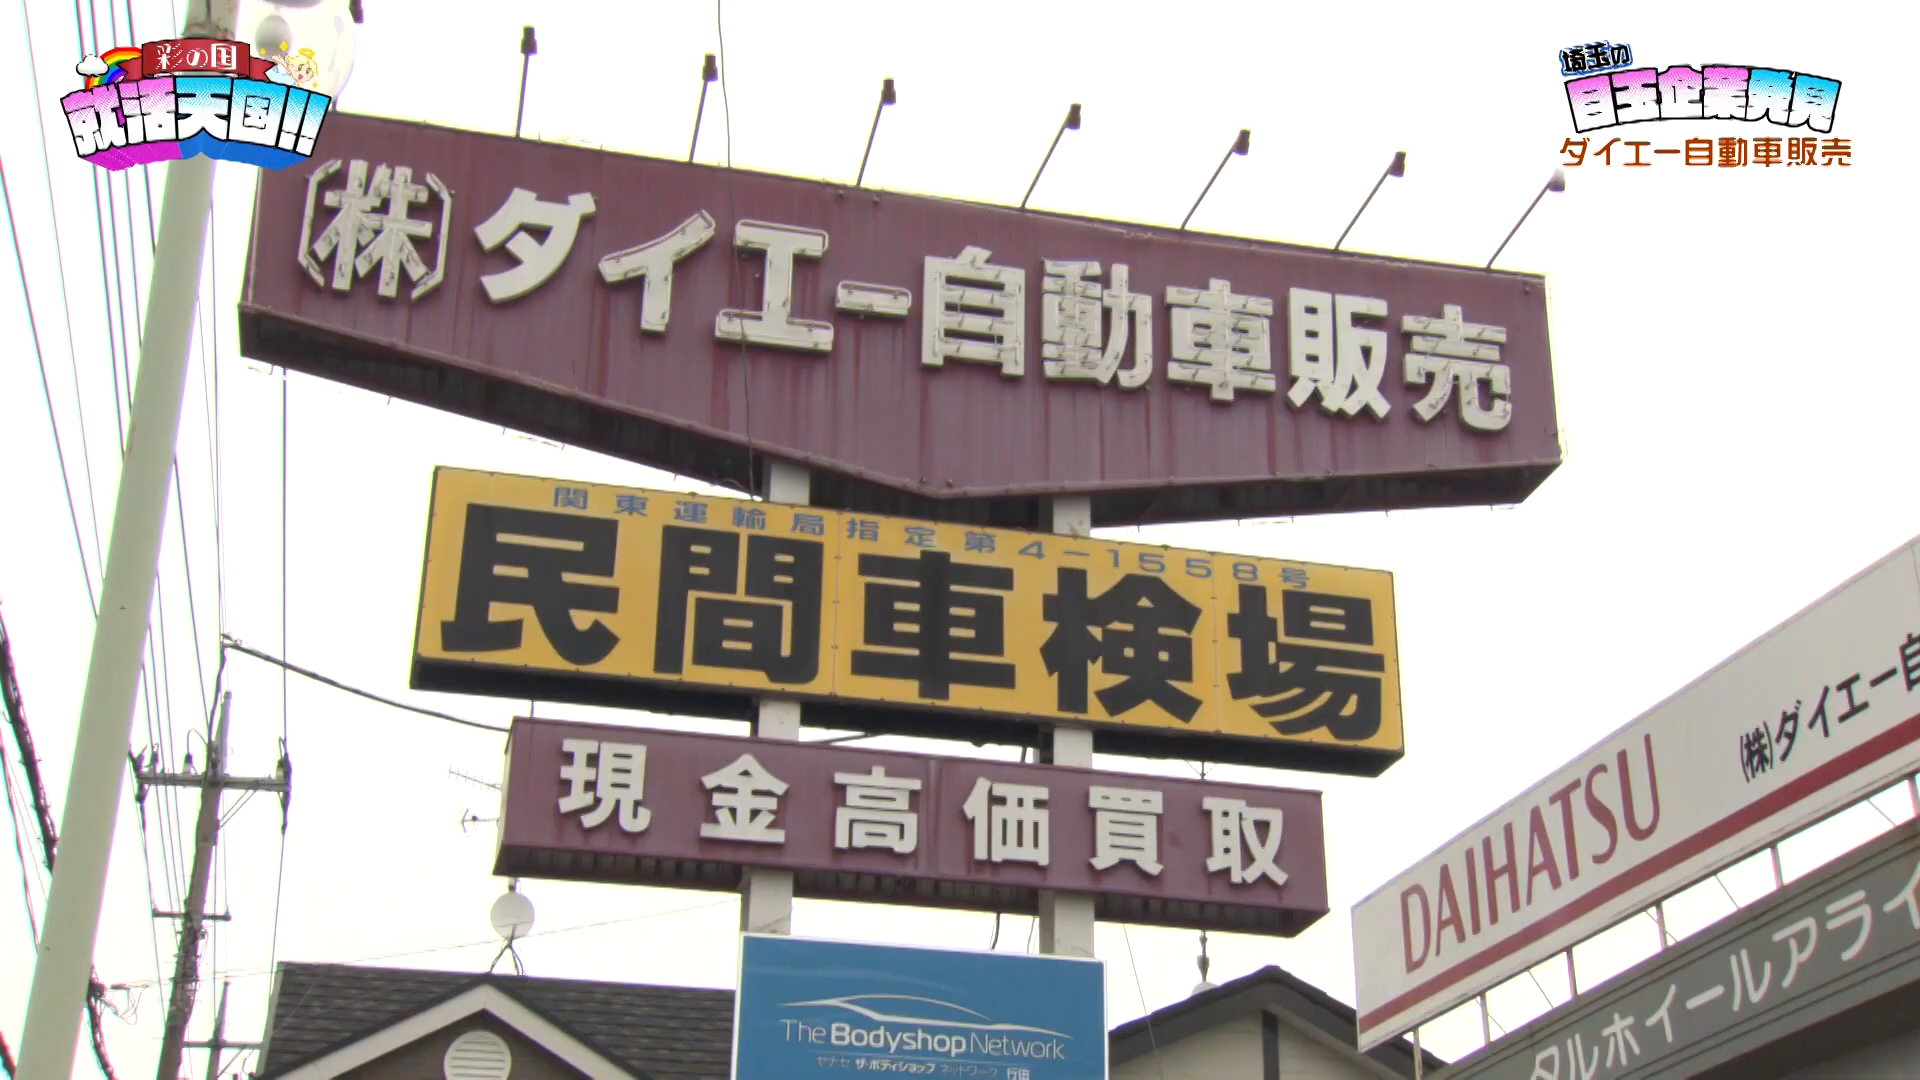 彩の国
就活天国!!
埼玉の
目玉企業発見
ダイエー自動車販売
(株)ダイエー自動車販売
関東運輸局指定第4-1558号
民間車検場
現金高価買取
The Bodyshop Network
ヤナセ ザ・ボディショップ ネットワーク 行田
DAIHATSU
(株)ダイエー自
タルホイールアライ